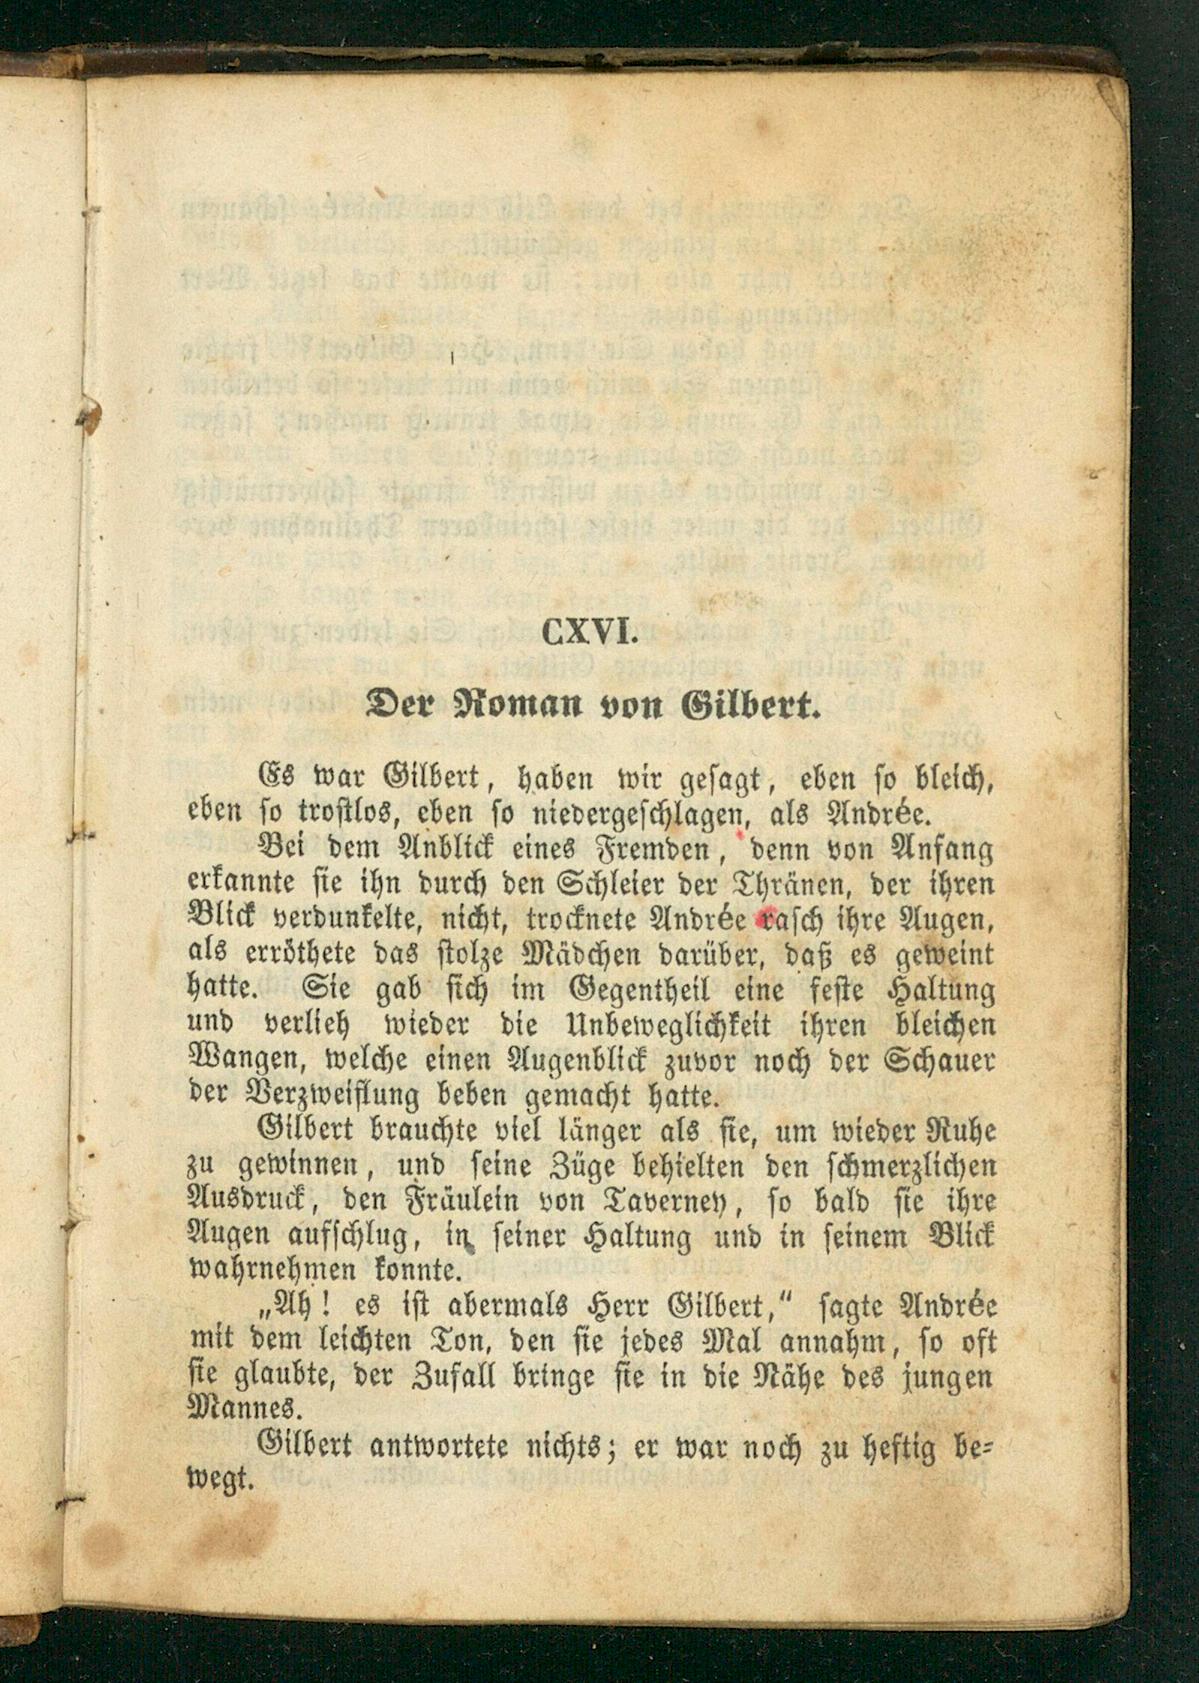 CXVI.
Der Roman von Gilbert.
Es war Gilbert, haben wir gesagt, eben so bleich,
eben so trostlos, eben so niedergeschlagen, als Andrée.
Bei dem Anblick eines Fremden, denn von Anfang
erkannte sie ihn durch den Schleier der Thränen, der ihren
Blick verdunkelte, nicht, trocknete Andrée rasch ihre Augen,
als erröthete das stolze Mädchen darüber, daß es geweint
hatte. Sie gab sich im Gegentheil eine feste Haltung
und verlieh wieder die Unbeweglichkeit ihren bleichen
Wangen, welche einen Augenblick zuvor noch der Schauer
der Verzweiflung beben gemacht hatte.
Gilbert brauchte viel länger als sie, um wieder Ruhe
zu gewinnen, und seine Züge behielten den schmerzlichen
Ausdruck, den Fräulein von Taverney, so bald sie ihre
Augen aufschlug, in seiner Haltung und in seinem Blick
wahrnehmen konnte.
„Ah! es ist abermals Herr Gilbert,“ sagte Andrée
mit dem leichten Ton, den sie jedes Mal annahm, so oft
sie glaubte, der Zufall bringe sie in die Nähe des jungen
Mannes.
Gilbert antwortete nichts; er war noch zu heftig be-
wegt.